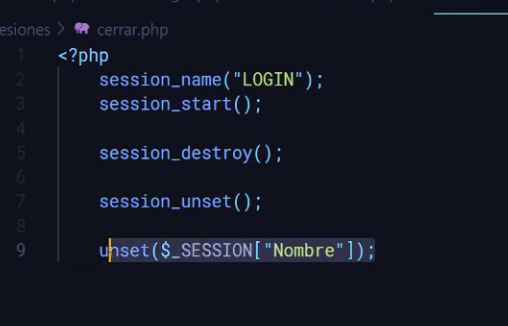 esiones > cerrar.php
1 <?php
2 session_name("LOGIN");
3 session_start();
4
5 session_destroy();
6
7 session_unset();
8
9 unset($_SESSION["Nombre"]);